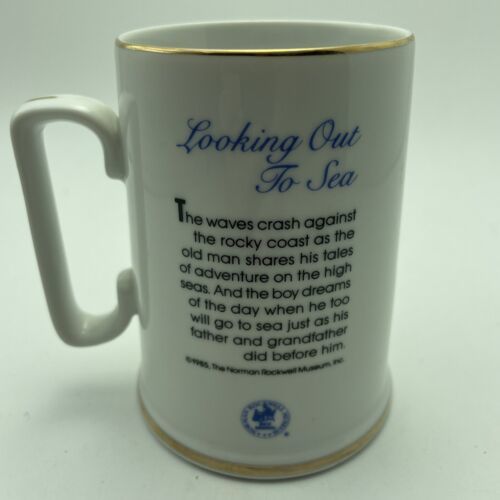 Looking Out
To Sea
The waves crash against
the rocky coast as the
old man shares his tales
of adventure on the high
seas. And the boy dreams
of the day when he too
will go to sea just as his
father and grandfather
did before him.
©1985, The Norman Rockwell Museum, Inc.
®